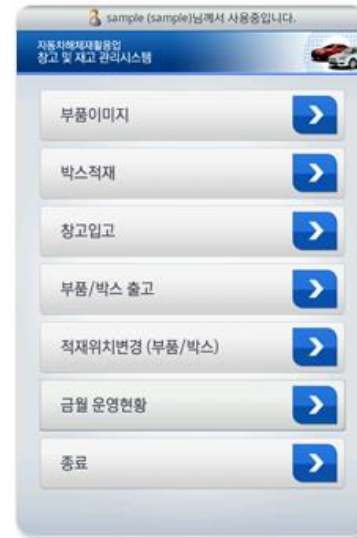 sample (sample)님께서 사용중입니다.
자동차해체재활용업
창고 및 재고 관리시스템
부품이미지
박스적재
창고입고
부품/박스 출고
적재위치변경 (부품/박스)
금월 운영현황
종료